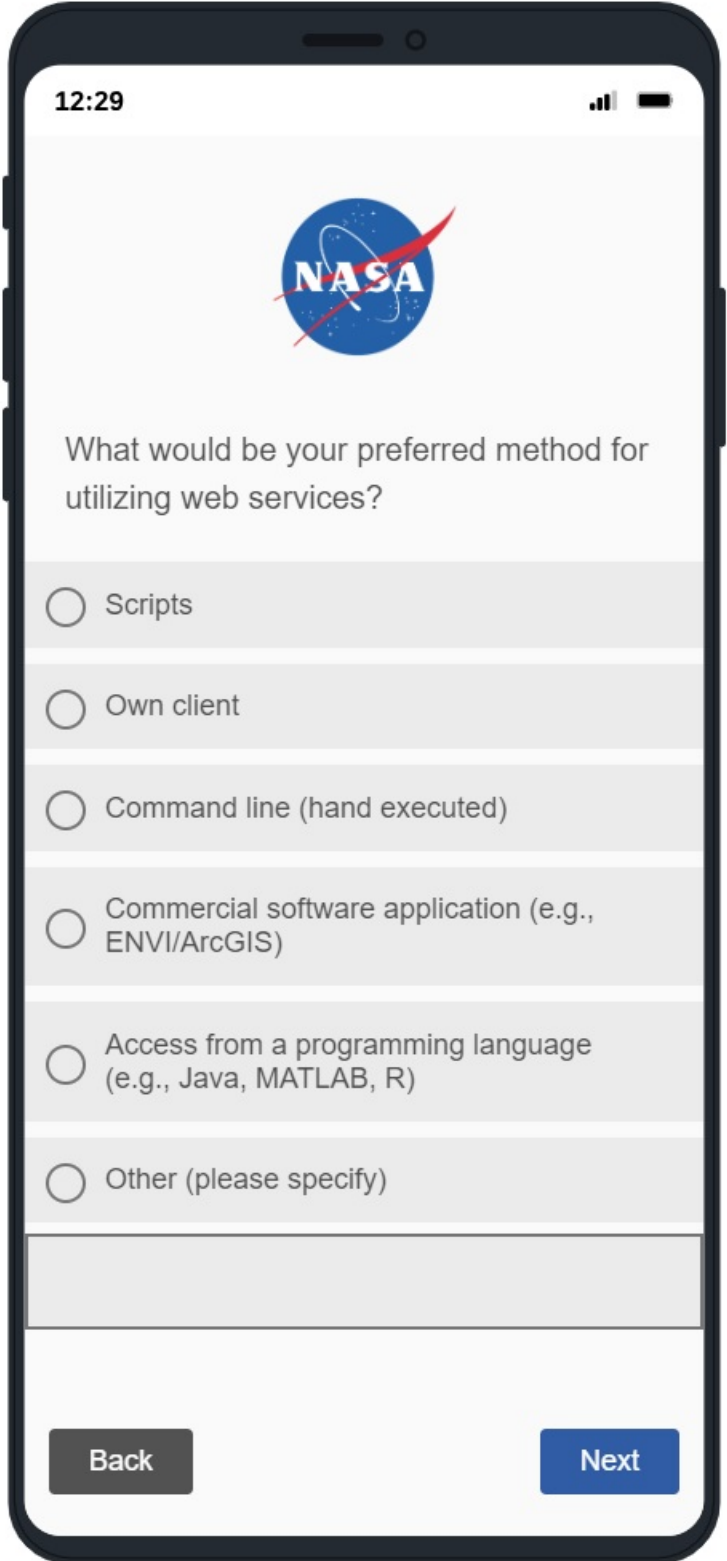 12:29
NASA
What would be your preferred method for
utilizing web services?
Scripts
Own client
Command line (hand executed)
Commercial software application (e.g.,
ENVI/ArcGIS)
Access from a programming language
(e.g., Java, MATLAB, R)
Other (please specify)
Back
Next